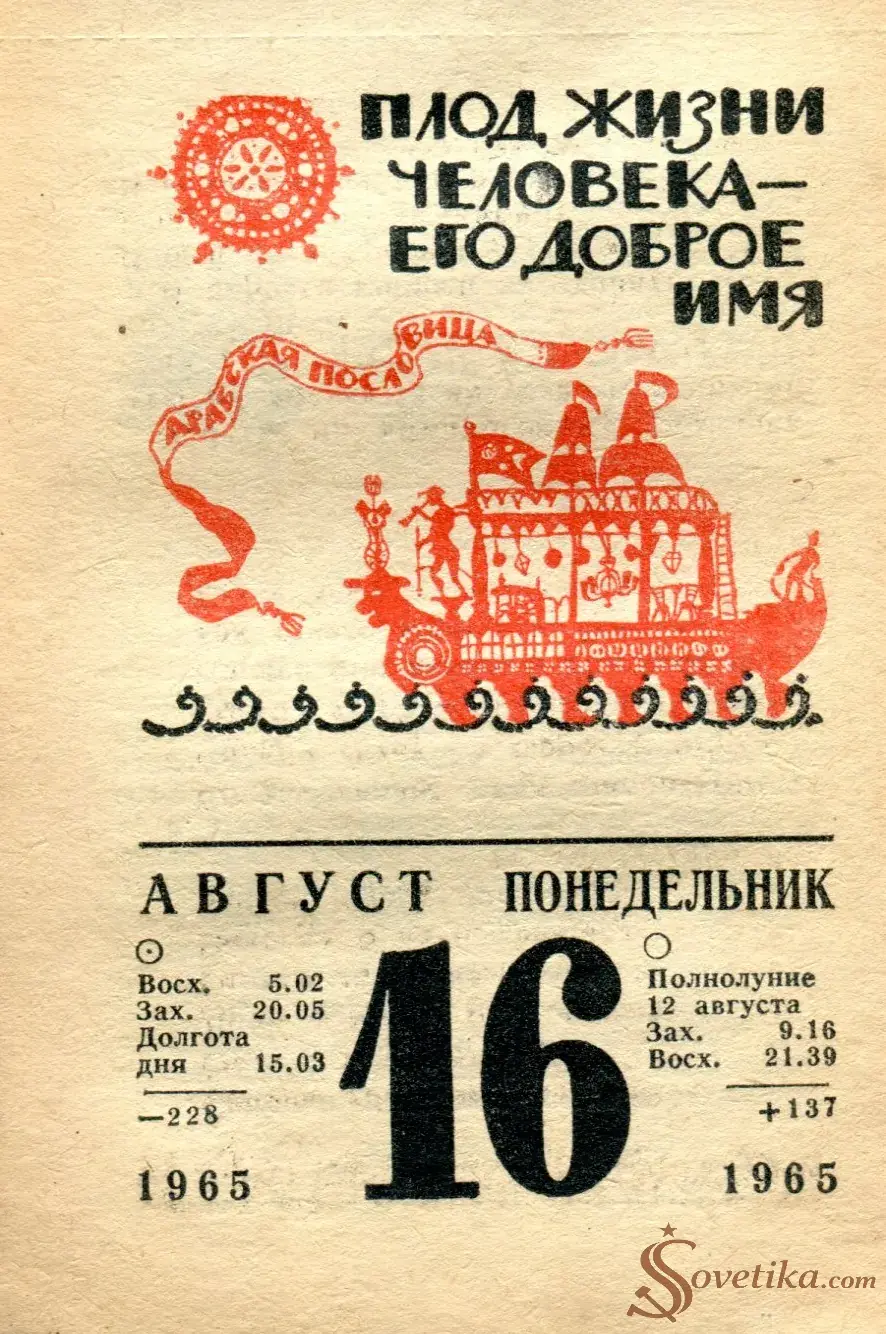 ПЛОД ЖИЗНИ
ЧЕЛОВЕКА—
ЕГО ДОБРОЕ
ИМЯ
АРАБСКАЯ ПОСЛОВИЦА
АВГУСТ ПОНЕДЕЛЬНИК
16
Восх. 5.02
Зах. 20.05
Долгота
дня 15.03
—228
1965
Полнолуние
12 августа
Зах. 9.16
Восх. 21.39
+137
1965
Sovetika.com